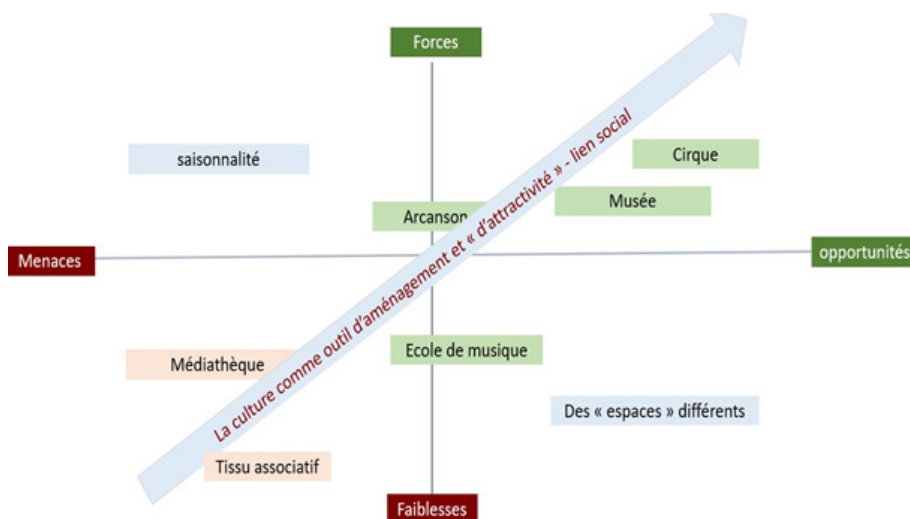 Forces
saisonnalité
Cirque
Musée
Arcanson
La culture comme outil d'aménagement et « d'attractivité » - lien social
Menaces
opportunités
Ecole de musique
Médiathèque
Des « espaces » différents
Tissu associatif
Faiblesses